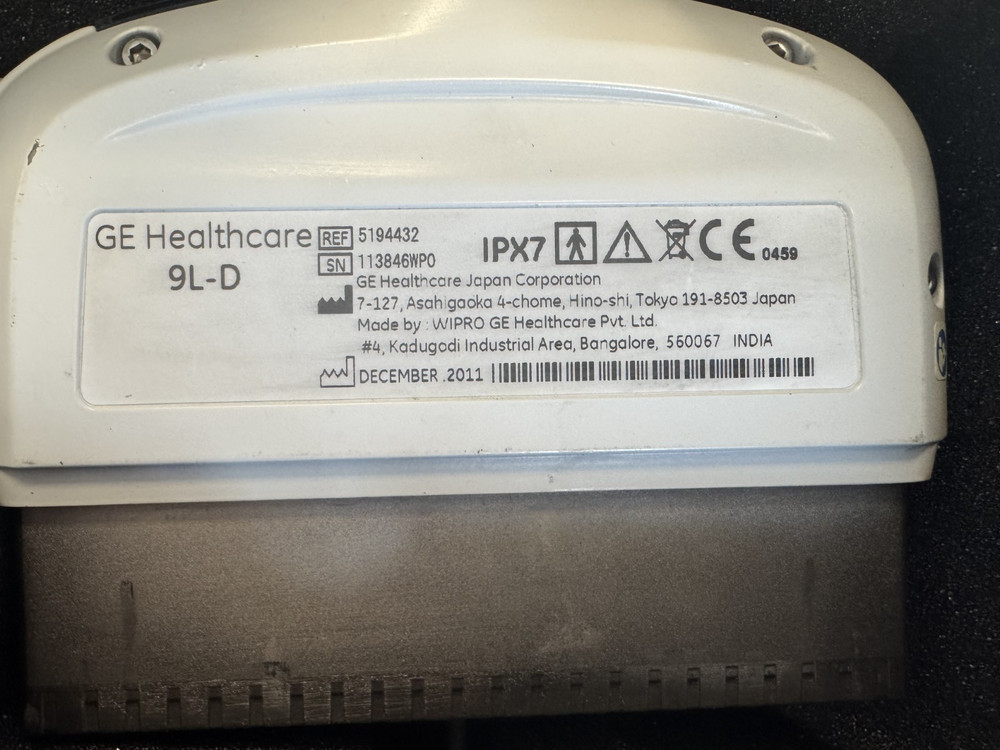 GE Healthcare
9L-D
REF 5194432
SN 113846WP0
IPX7
CE 0459
GE Healthcare Japan Corporation
7-127, Asahigaoka 4-chome, Hino-shi, Tokyo 191-8503 Japan
Made by : WIPRO GE Healthcare Pvt. Ltd.
#4, Kadugodi Industrial Area, Bangalore, 560067 INDIA
DECEMBER .2011